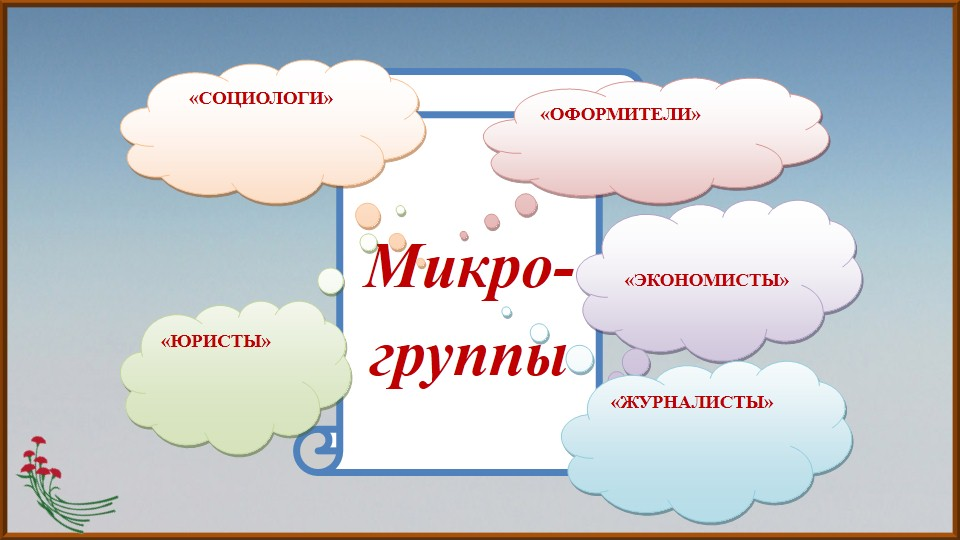 «СОЦИОЛОГИ»
«ОФОРМИТЕЛИ»
Микро-
группы
«ЭКОНОМИСТЫ»
«ЮРИСТЫ»
«ЖУРНАЛИСТЫ»